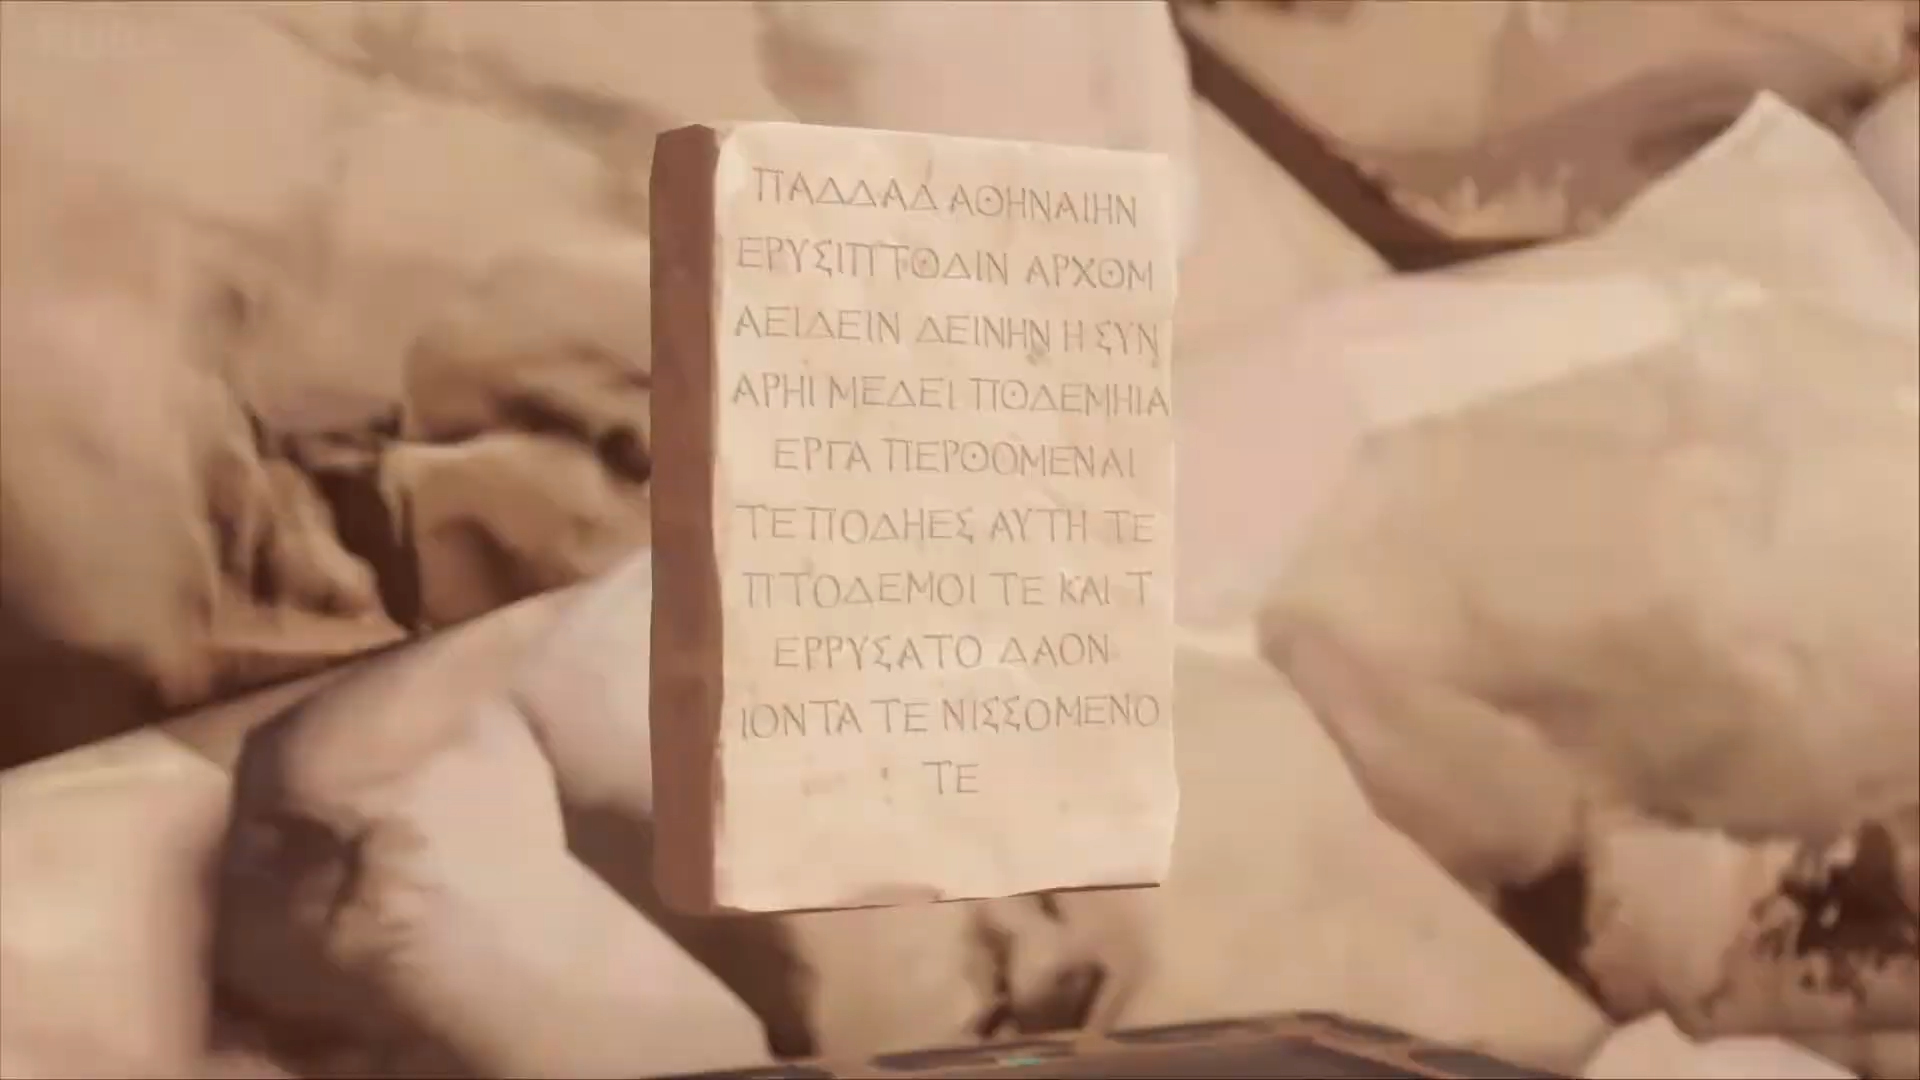 ΠΑΔΔΑΔ ΑΘΗΝΑΙΗΝ
ΕΡΥΣΙΠΤΟΔΙΝ ΑΡΧΟΜ
ΑΕΙΔΕΙΝ ΔΕΙΝΗΝ Η ΣΥΝ
ΑΡΗΙ ΜΕΔΕΙ ΠΟΔΕΜΗΙΑ
ΕΡΓΑ ΠΕΡΘΟΜΕΝΑΙ
ΤΕ ΠΟΔΗΕΣ ΑΥΤΗ ΤΕ
ΠΤΟΔΕΜΟΙ ΤΕ ΚΑΙ Τ
ΕΡΡΥΣΑΤΟ ΔΑΟΝ
ΙΟΝΤΑ ΤΕ ΝΙΣΣΟΜΕΝΟ
ΤΕ